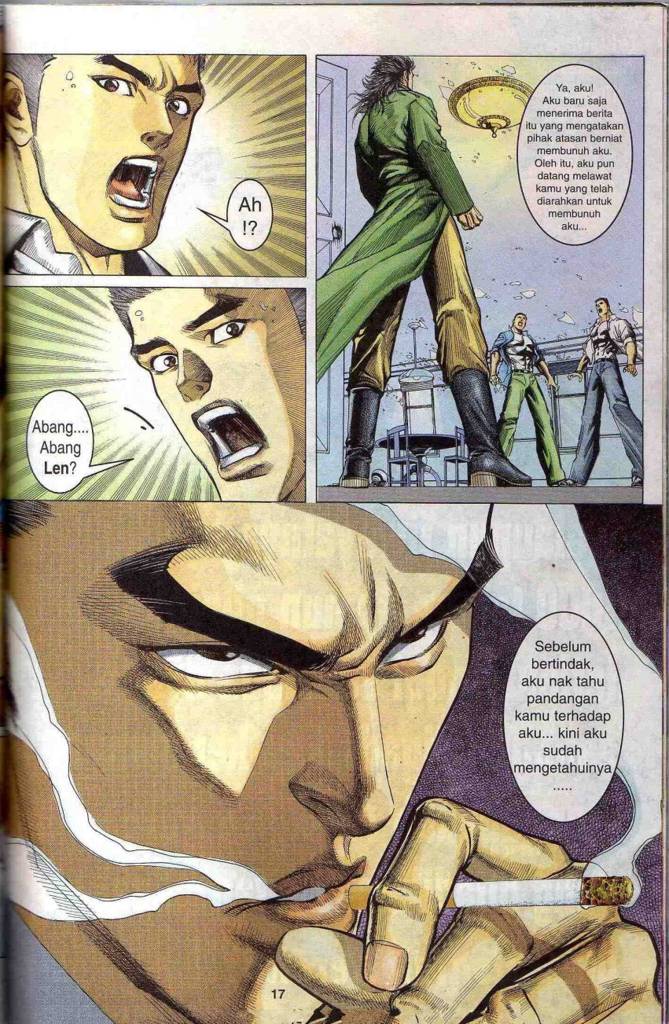 Ah
!?
Abang....
Abang
Len?
Ya, aku!
Aku baru saja
menerima berita
itu yang mengatakan
pihak atasan berniat
membunuh aku.
Oleh itu, aku pun
datang melawat
kamu yang telah
diarahkan untuk
membunuh
aku...
Sebelum
bertindak,
aku nak tahu
pandangan
kamu terhadap
aku... kini aku
sudah
mengetahuinya
.....
17